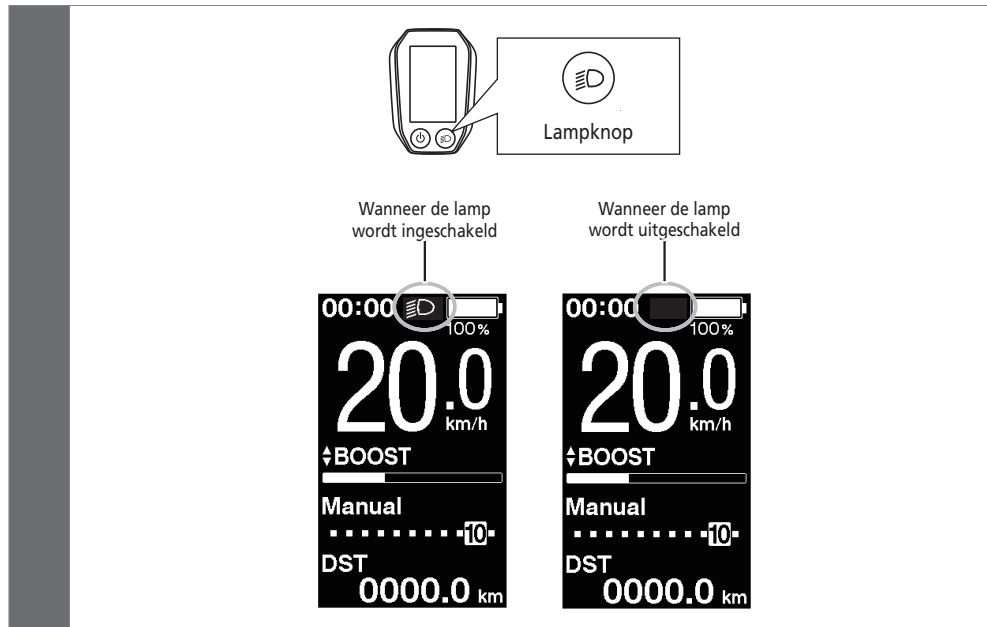 Lampknop
Wanneer de lamp
wordt ingeschakeld
Wanneer de lamp
wordt uitgeschakeld
00:00
100%
20.0
km/h
BOOST
Manual
10
DST
0000.0 km
00:00
100%
20.0
km/h
BOOST
Manual
10
DST
0000.0 km